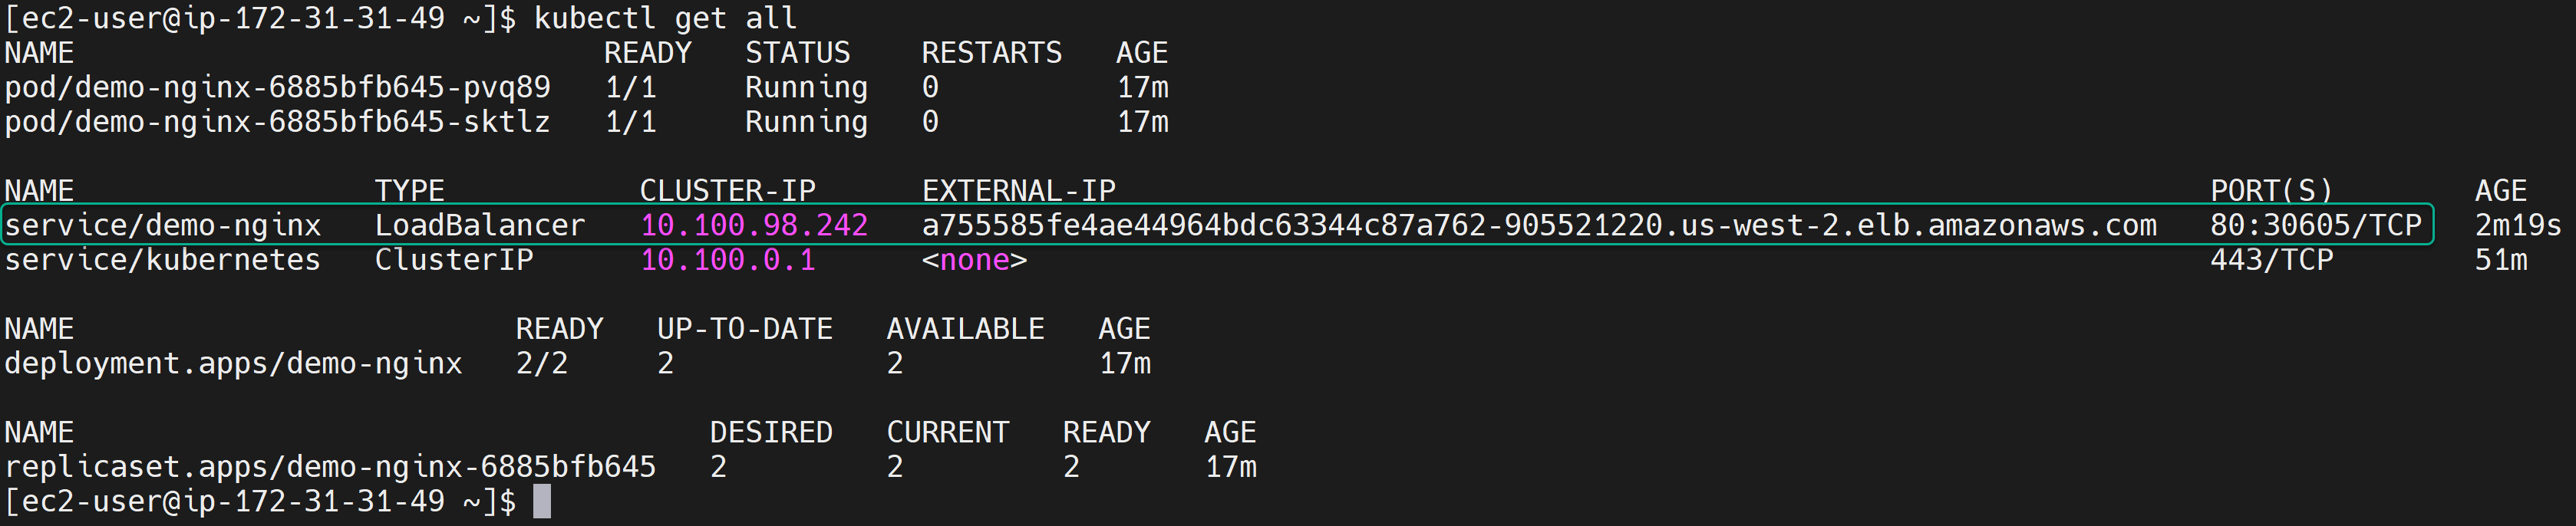 [ec2-user@ip-172-31-31-49 ~]$ kubectl get all
NAME READY STATUS RESTARTS AGE
pod/demo-nginx-6885bfb645-pvq89 1/1 Running 0 17m
pod/demo-nginx-6885bfb645-sktlz 1/1 Running 0 17m
NAME TYPE CLUSTER-IP EXTERNAL-IP PORT(S) AGE
service/demo-nginx LoadBalancer 10.100.98.242 a755585fe4ae44964bdc63344c87a762-905521220.us-west-2.elb.amazonaws.com 80:30605/TCP 2m19s
service/kubernetes ClusterIP 10.100.0.1 <none> 443/TCP 51m
NAME READY UP-TO-DATE AVAILABLE AGE
deployment.apps/demo-nginx 2/2 2 2 17m
NAME DESIRED CURRENT READY AGE
replicaset.apps/demo-nginx-6885bfb645 2 2 2 17m
[ec2-user@ip-172-31-31-49 ~]$